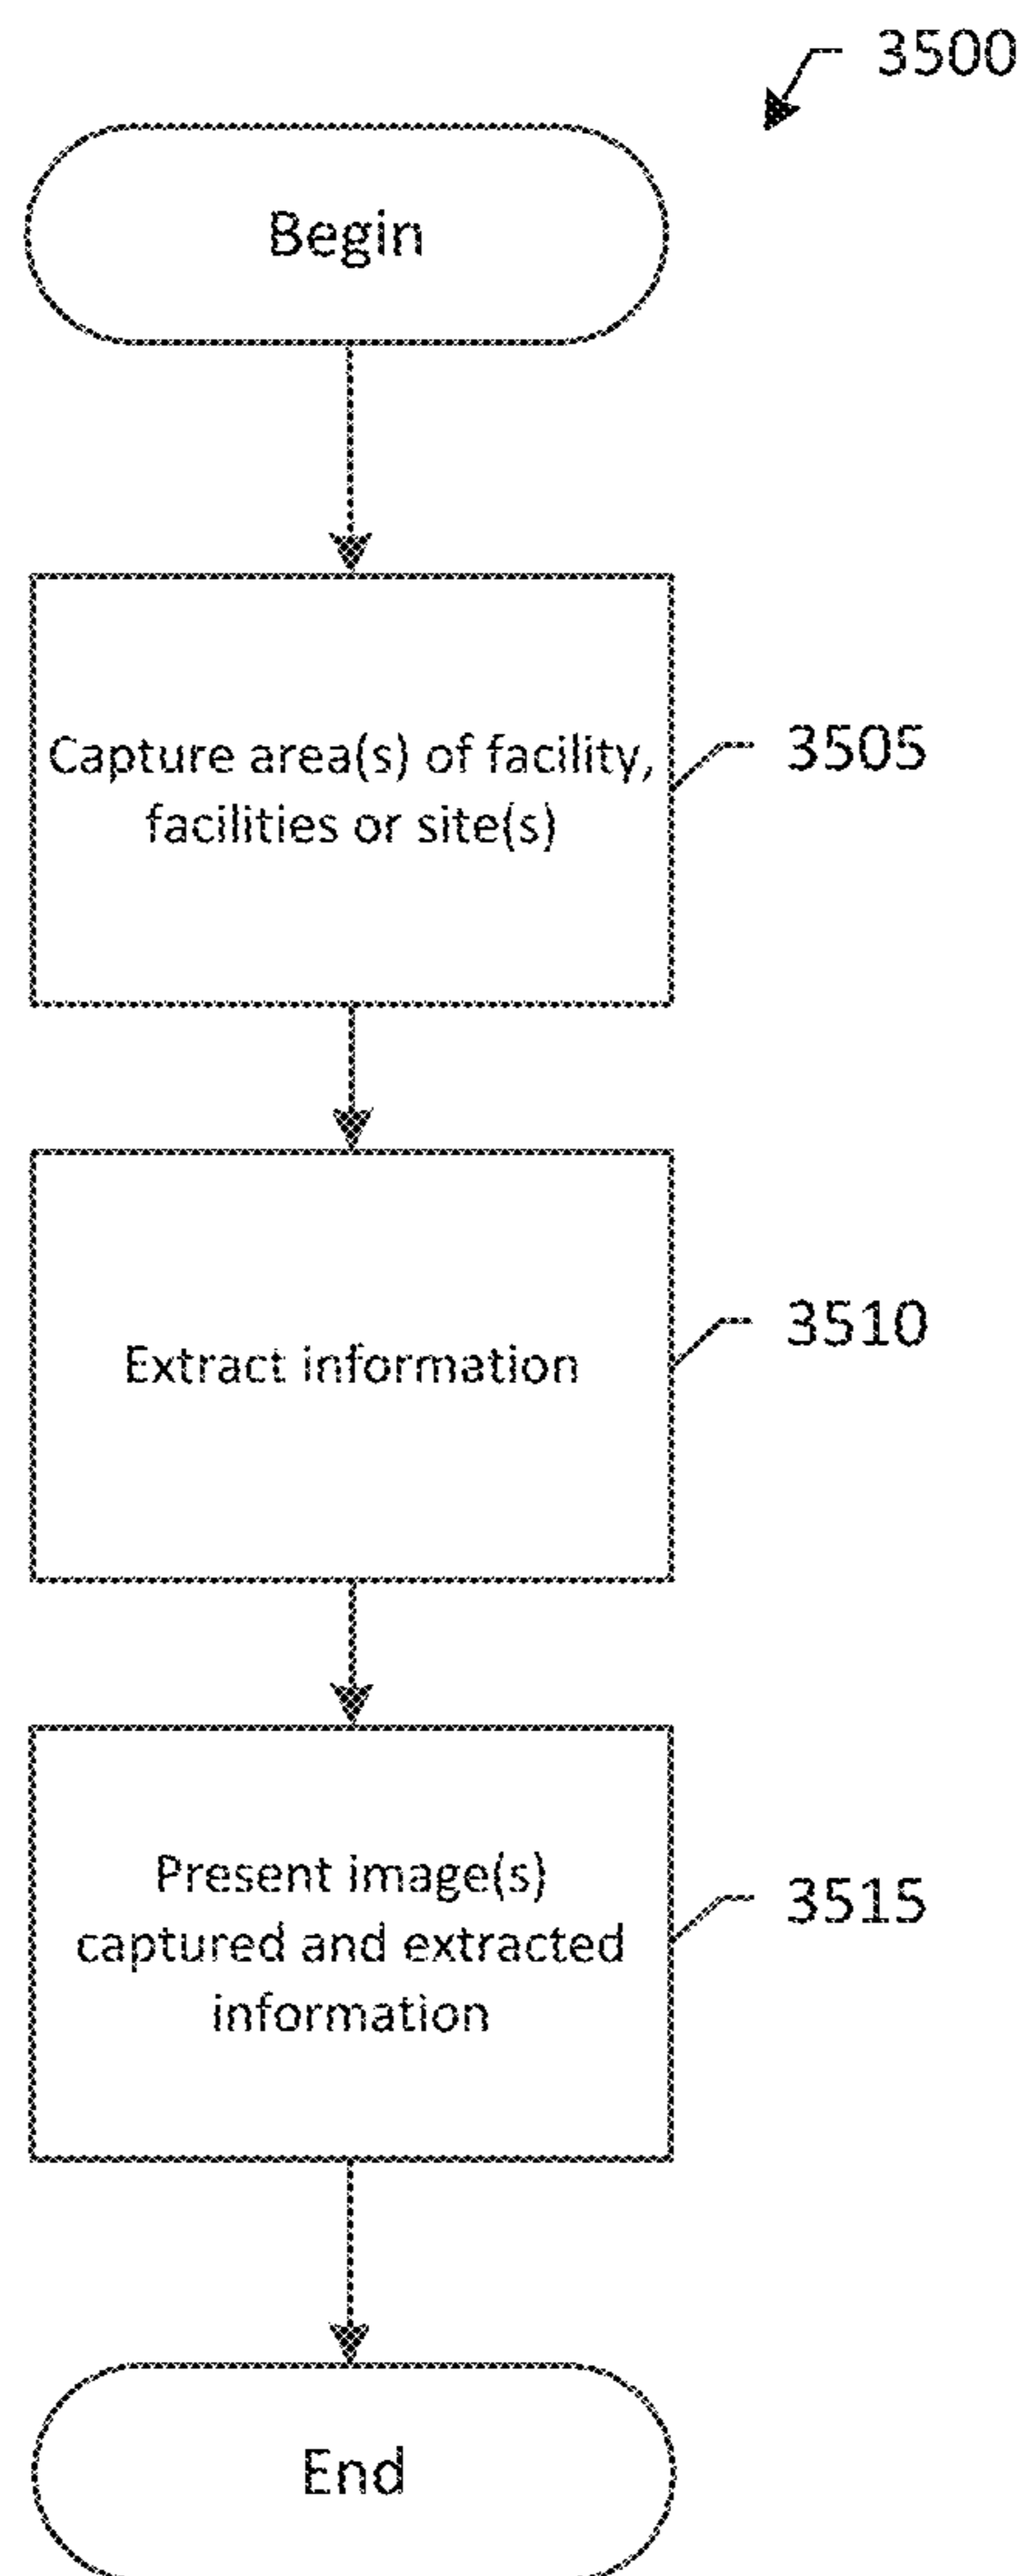 3500
Begin
Capture area(s) of facility,
facilities or site(s)
3505
Extract information
3510
Present image(s)
captured and extracted
information
3515
End